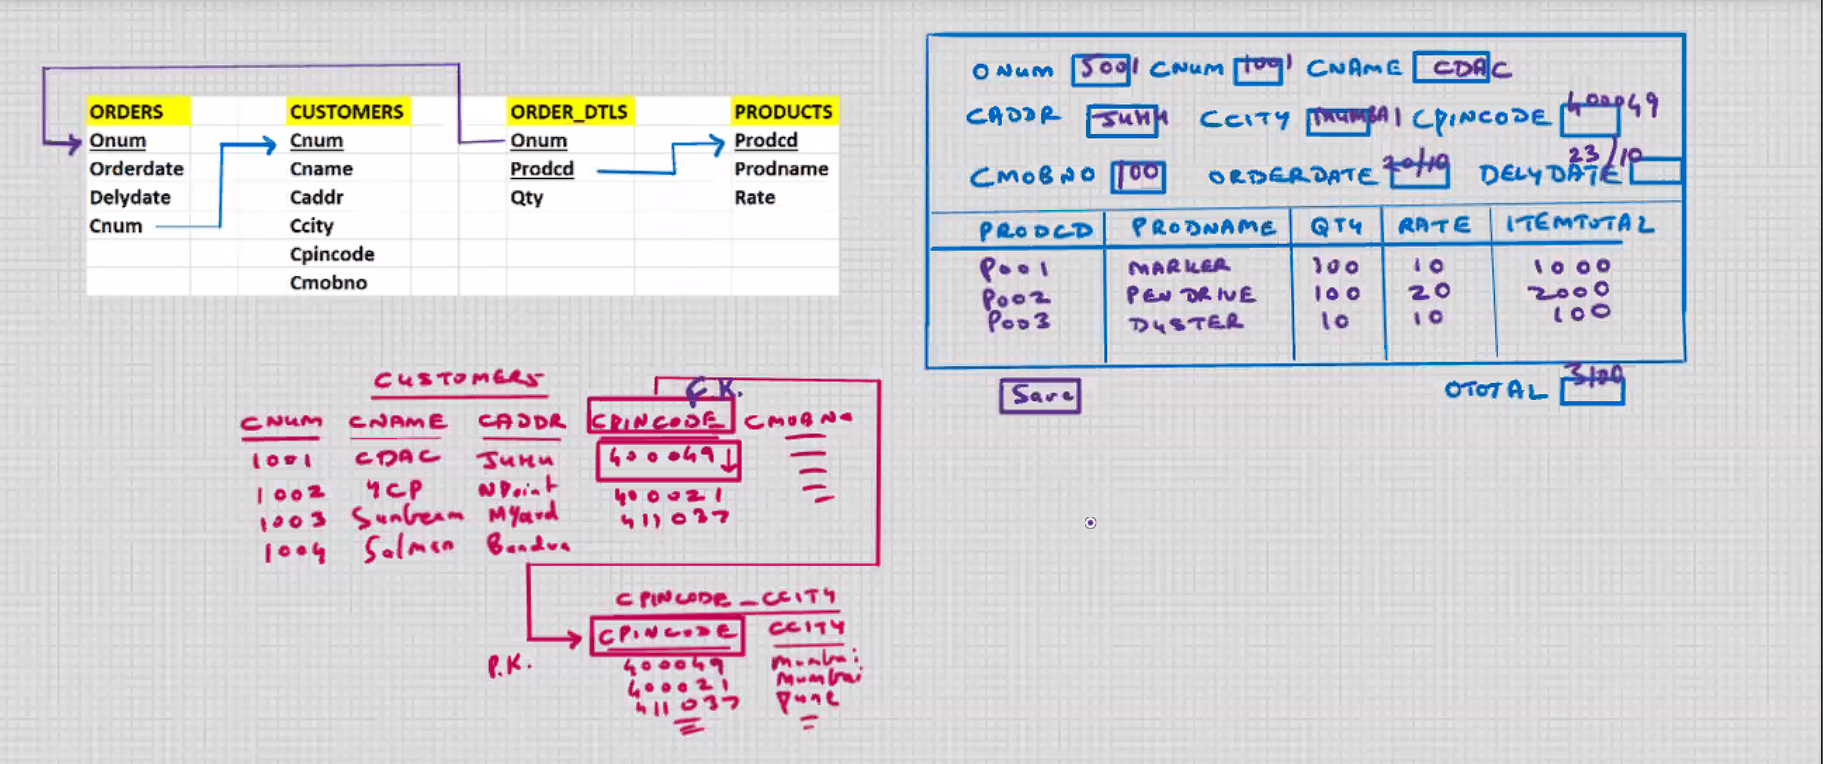 ORDERS CUSTOMERS ORDER_DTLS PRODUCTS
Onum Cnum Onum Prodcd
Orderdate Cname Prodcd Prodname
Delydate Caddr Qty Rate
Cnum Ccity
Cpincode
Cmobno
ONUM 5001 CNUM 1001 CNAME CDAC
CADDR JUHU CCITY MUMBAI CPINCODE 400049
CMOBNO 100 ORDERDATE 20/10 DELYDATE 23/10
PRODCD PRODNAME QTY RATE ITEMTOTAL
P001 MARKER 100 10 1000
P002 PEN DRIVE 100 20 2000
P003 DUSTER 10 10 100
Save OTOTAL 3100
CUSTOMERS
F.K.
CNUM CNAME CADDR CPINCODE CMOBNO
1001 CDAC JUHU 400049
1002 YCP NPoint 400021
1003 Sunbeam MYard 411037
1004 Salman Bandra
CPINCODE_CCITY
CPINCODE CCITY
P.K. 400049 Mumbai
400021 Mumbai
411037 Pune